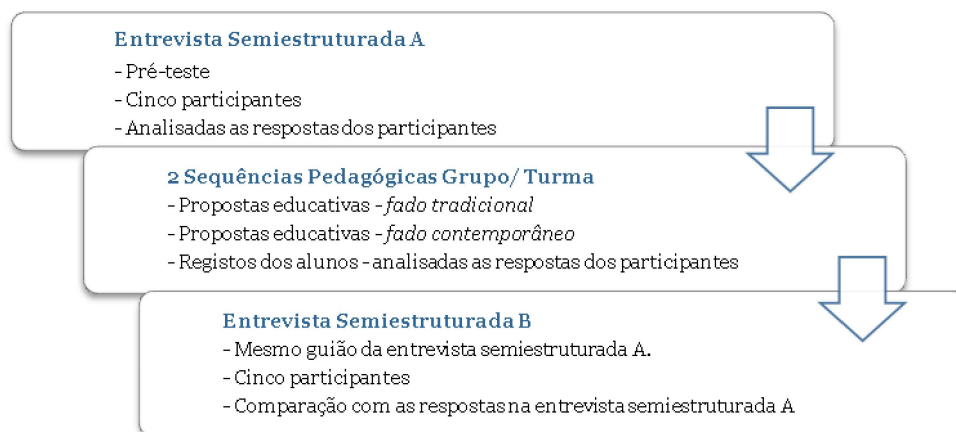 Entrevista Semiestruturada A
- Pré-teste
- Cinco participantes
- Analisadas as respostas dos participantes
2 Sequências Pedagógicas Grupo/ Turma
- Propostas educativas - fado tradicional
- Propostas educativas - fado contemporâneo
- Registos dos alunos - analisadas as respostas dos participantes
Entrevista Semiestruturada B
- Mesmo guião da entrevista semiestruturada A.
- Cinco participantes
- Comparação com as respostas na entrevista semiestruturada A